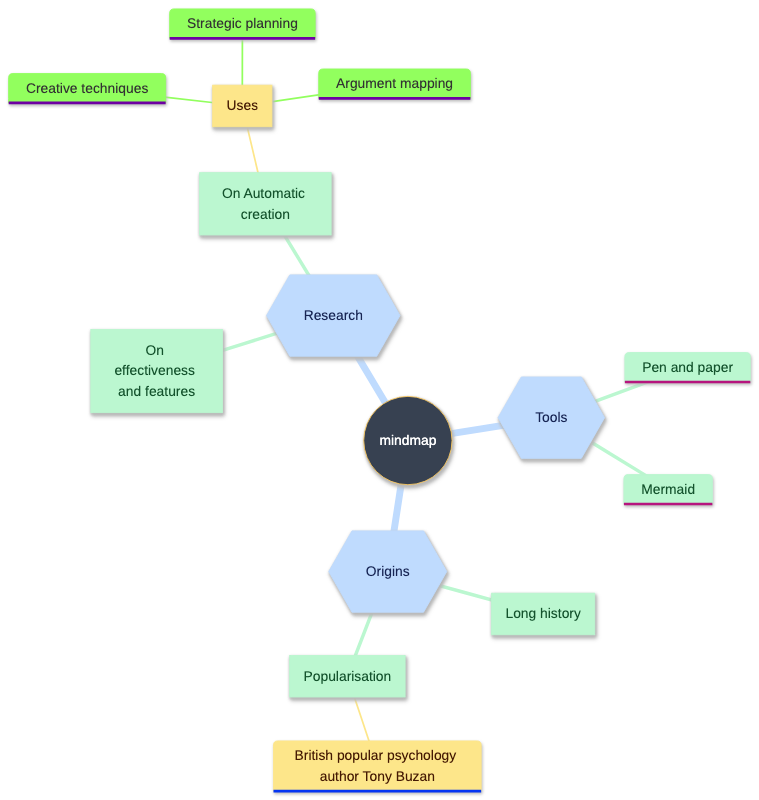 Strategic planning
Creative techniques
Argument mapping
Uses
On Automatic
creation
Research
On
effectiveness
and features
Pen and paper
Tools
mindmap
Mermaid
Origins
Long history
Popularisation
British popular psychology
author Tony Buzan